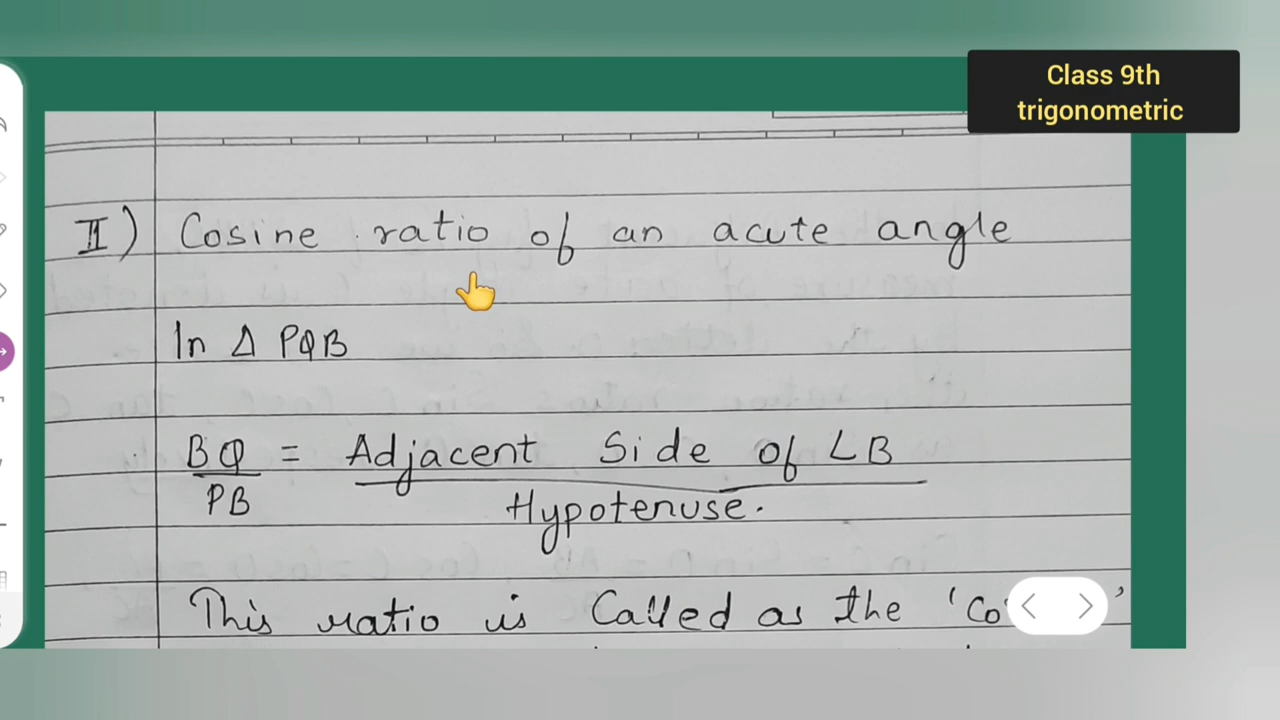 Class 9th
trigonometric
II) Cosine ratio of an acute angle
In Δ PQB
BQ = Adjacent Side of ∠B
PB Hypotenuse.
This ratio is Called as the